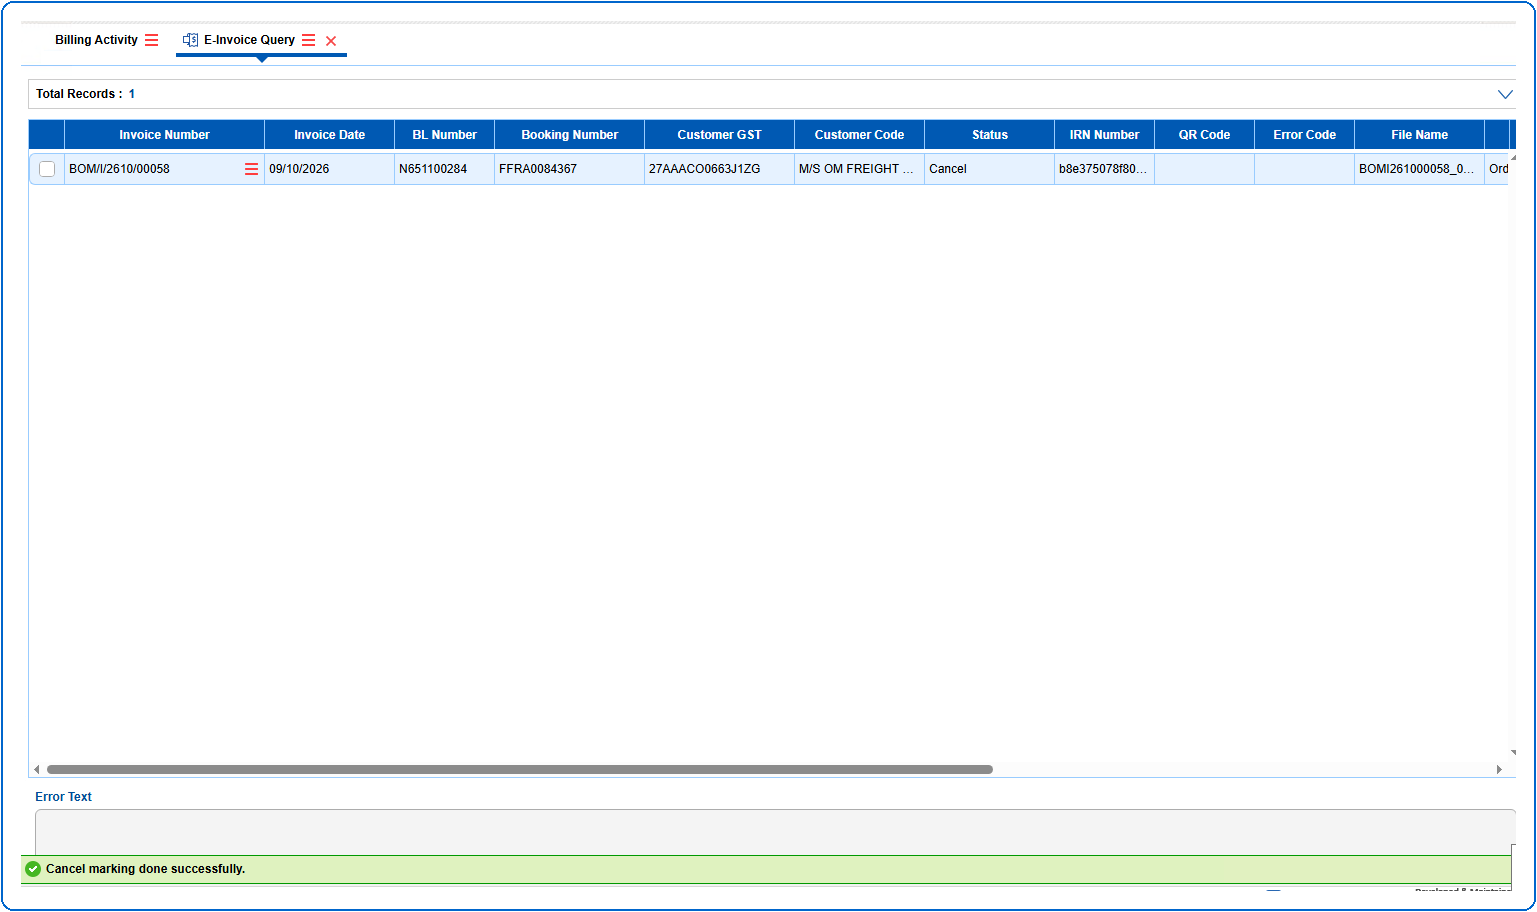 Billing Activity E-Invoice Query
Total Records : 1
Invoice Number Invoice Date BL Number Booking Number Customer GST Customer Code Status IRN Number QR Code Error Code File Name
BOM/I/2610/00058 09/10/2026 N651100284 FFRA0084367 27AAACO0663J1ZG M/S OM FREIGHT ... Cancel b8e375078f80... BOMI261000058_0... Ord
Error Text
Cancel marking done successfully.